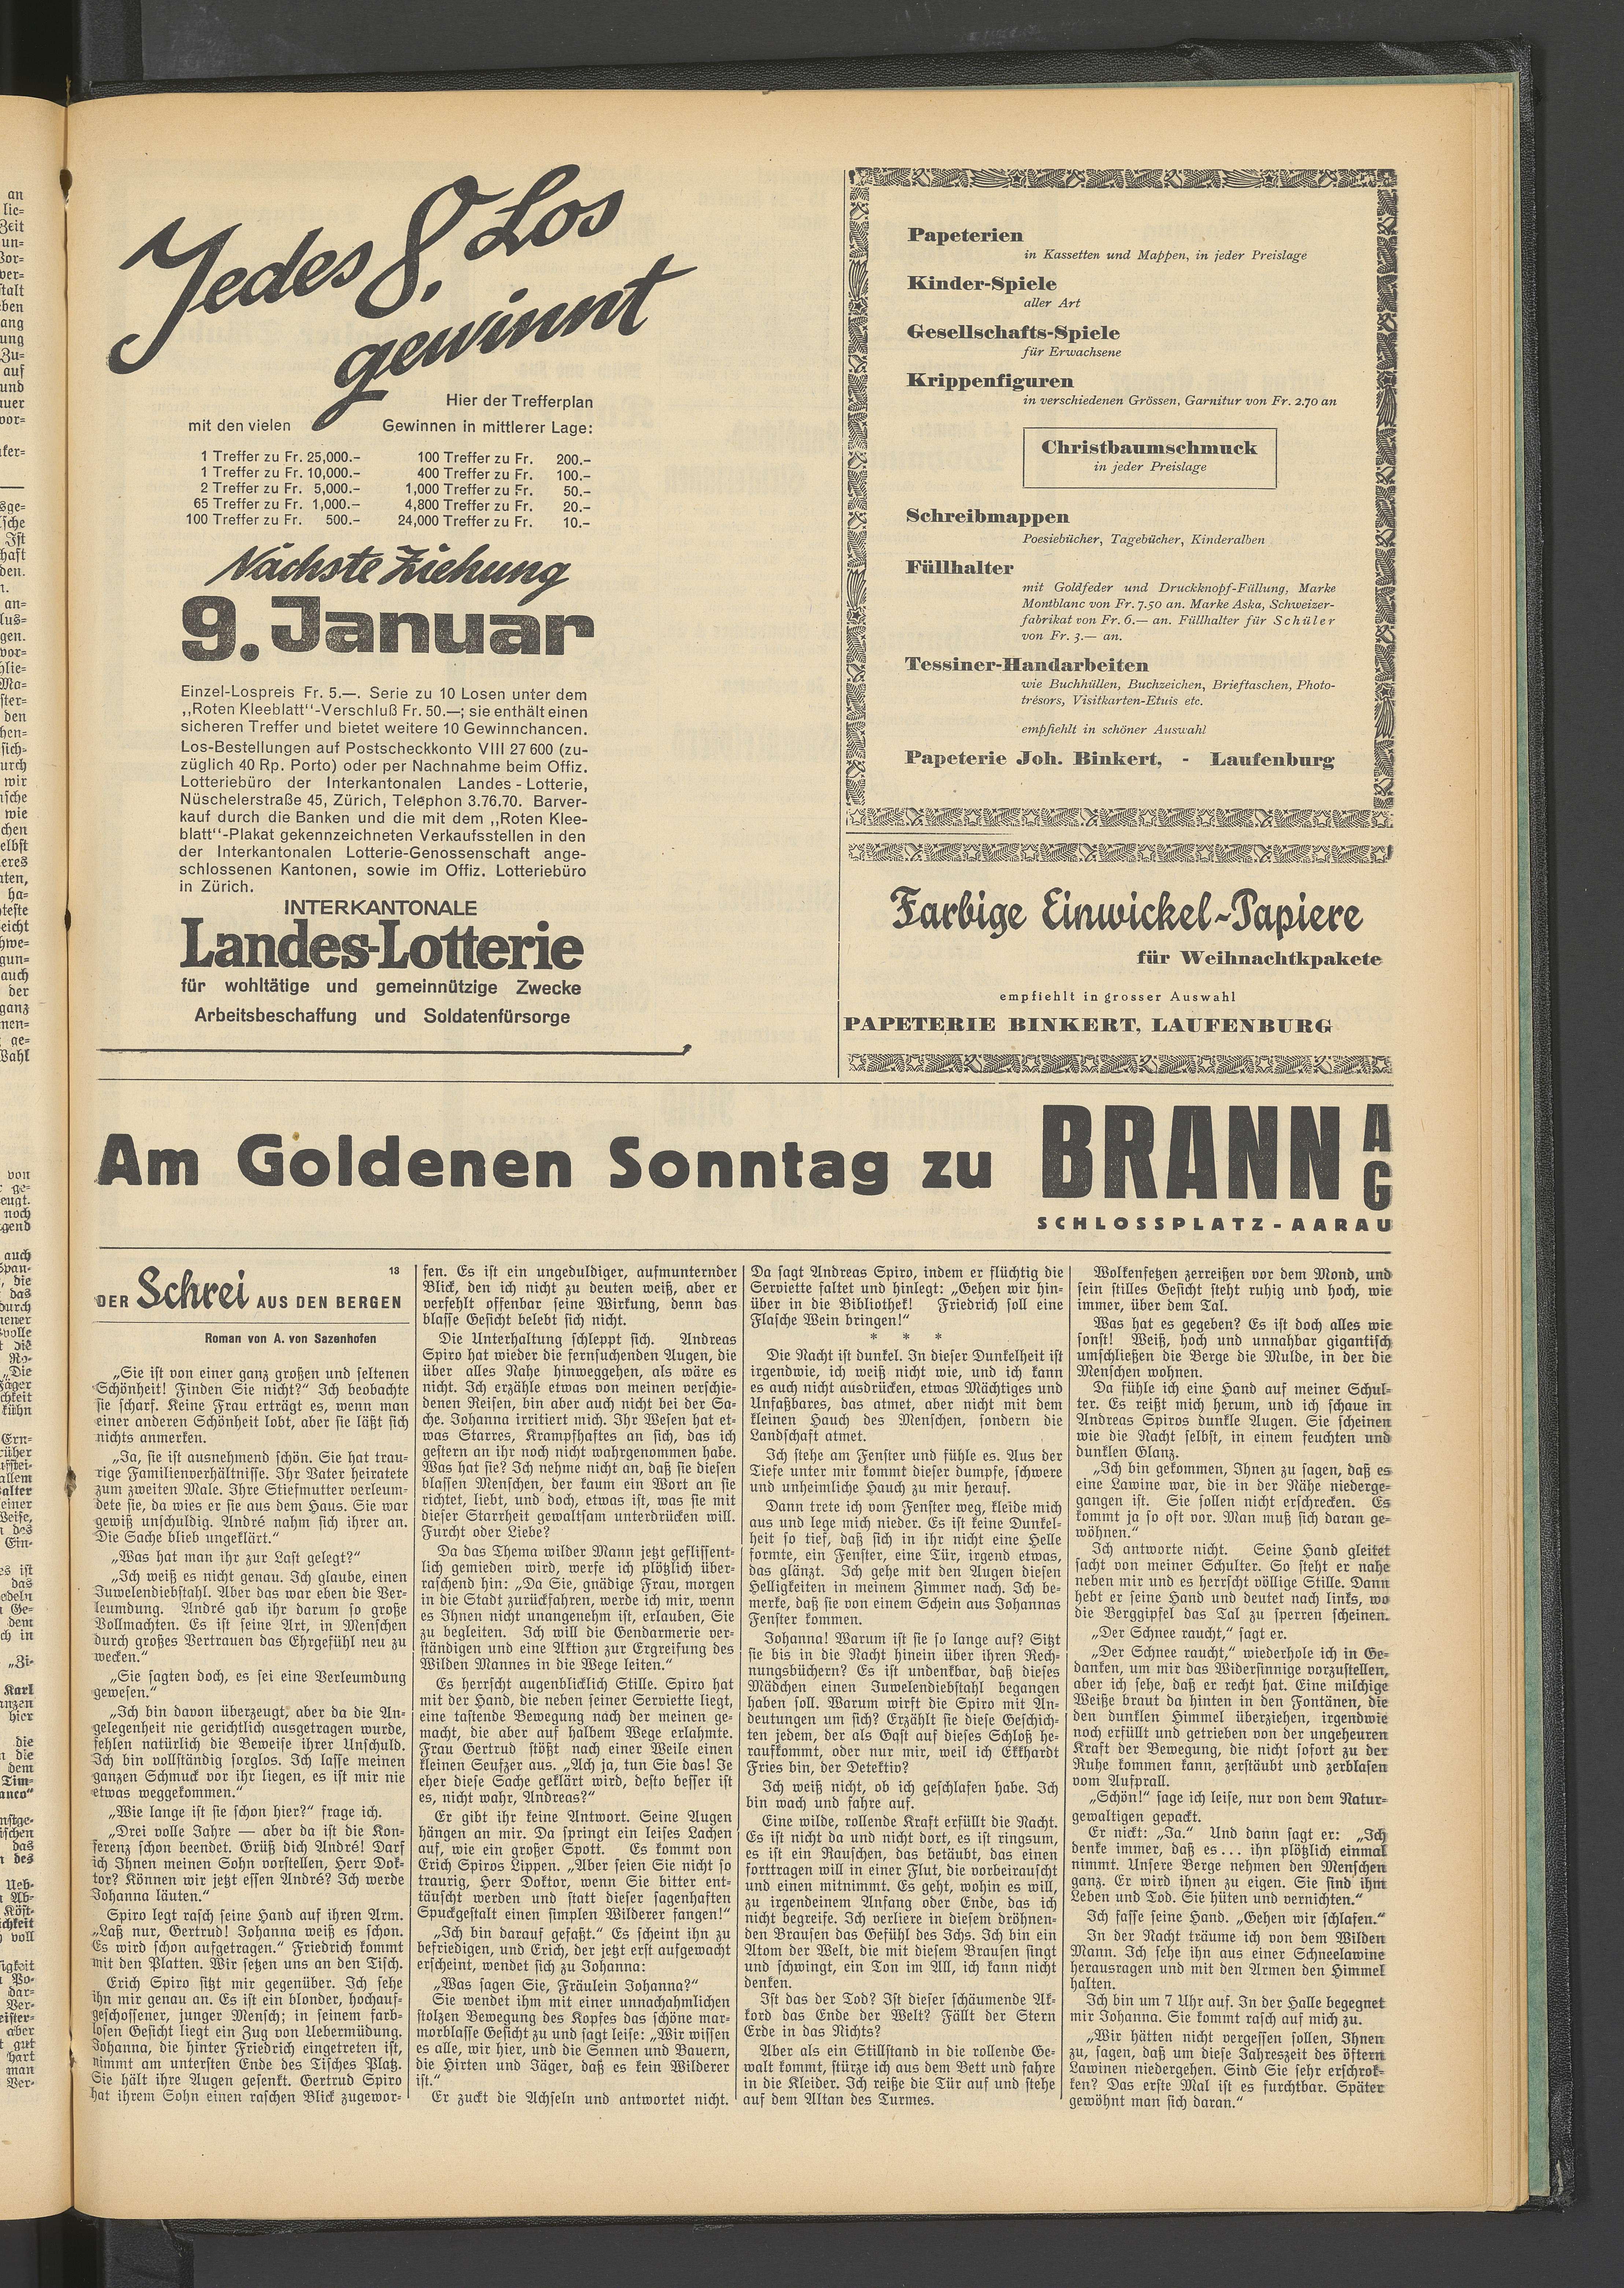 Jedes 8. Los
gewinnt
Hier der Trefferplan
mit den vielen Gewinnen in mittlerer Lage:
1 Treffer zu Fr. 25,000.– 100 Treffer zu Fr. 200.–
1 Treffer zu Fr. 10,000.– 400 Treffer zu Fr. 100.–
2 Treffer zu Fr. 5,000.– 1,000 Treffer zu Fr. 50.–
65 Treffer zu Fr. 1,000.– 4,800 Treffer zu Fr. 20.–
100 Treffer zu Fr. 500.– 24,000 Treffer zu Fr. 10.–
Nächste Ziehung
9. Januar
Einzel-Lospreis Fr. 5.—. Serie zu 10 Losen unter dem
„Roten Kleeblatt"-Verschluß Fr. 50.—; sie enthält einen
sicheren Treffer und bietet weitere 10 Gewinnchancen.
Los-Bestellungen auf Postscheckkonto VIII 27 600 (zu-
züglich 40 Rp. Porto) oder per Nachnahme beim Offiz.
Lotteriebüro der Interkantonalen Landes-Lotterie,
Nüschelerstraße 45, Zürich, Telephon 3.76.70. Barver-
kauf durch die Banken und die mit dem „Roten Klee-
blatt"-Plakat gekennzeichneten Verkaufsstellen in den
der Interkantonalen Lotterie-Genossenschaft ange-
schlossenen Kantonen, sowie im Offiz. Lotteriebüro
in Zürich.
INTERKANTONALE
Landes-Lotterie
für wohltätige und gemeinnützige Zwecke
Arbeitsbeschaffung und Soldatenfürsorge
Papeterien
in Kassetten und Mappen, in jeder Preislage
Kinder-Spiele
aller Art
Gesellschafts-Spiele
für Erwachsene
Krippenfiguren
in verschiedenen Grössen, Garnitur von Fr. 2.70 an
Christbaumschmuck
in jeder Preislage
Schreibmappen
Poesiebücher, Tagebücher, Kinderalben
Füllhalter
mit Goldfeder und Druckknopf-Füllung, Marke
Montblanc von Fr. 7.50 an. Marke Aska, Schweizer-
fabrikat von Fr. 6.— an. Füllhalter für Schüler
von Fr. 3.— an.
Tessiner-Handarbeiten
wie Buchhüllen, Buchzeichen, Brieftaschen, Photo-
trésors, Visitkarten-Etuis etc.
empfiehlt in schöner Auswahl
Papeterie Joh. Binkert, - Laufenburg
Farbige Einwickel-Papiere
für Weihnachtkpakete
empfiehlt in grosser Auswahl
PAPETERIE BINKERT, LAUFENBURG
Am Goldenen Sonntag zu BRANN AG
SCHLOSSPLATZ-AARAU
13
DER Schrei AUS DEN BERGEN
Roman von A. von Sazenhofen
„Sie ist von einer ganz großen und seltenen
Schönheit! Finden Sie nicht?" Ich beobachte
sie scharf. Keine Frau erträgt es, wenn man
einer anderen Schönheit lobt, aber sie läßt sich
nichts anmerken.
„Ja, sie ist ausnehmend schön. Sie hat trau-
rige Familienverhältnisse. Ihr Vater heiratete
zum zweiten Male. Ihre Stiefmutter verleum-
dete sie, da wies er sie aus dem Haus. Sie war
gewiß unschuldig. André nahm sich ihrer an.
Die Sache blieb ungeklärt."
„Was hat man ihr zur Last gelegt?"
„Ich weiß es nicht genau. Ich glaube, einen
Juwelendiebstahl. Aber das war eben die Ver-
leumdung. André gab ihr darum so große
Vollmachten. Es ist seine Art, in Menschen
durch großes Vertrauen das Ehrgefühl neu zu
wecken."
„Sie sagten doch, es sei eine Verleumdung
gewesen."
„Ich bin davon überzeugt, aber da die An-
gelegenheit nie gerichtlich ausgetragen wurde,
fehlen natürlich die Beweise ihrer Unschuld.
Ich bin vollständig sorglos. Ich lasse meinen
ganzen Schmuck vor ihr liegen, es ist mir nie
etwas weggekommen."
„Wie lange ist sie schon hier?" frage ich.
„Drei volle Jahre — aber da ist die Kon-
ferenz schon beendet. Grüß dich André! Darf
ich Ihnen meinen Sohn vorstellen, Herr Dok-
tor? Können wir jetzt essen André? Ich werde
Johanna läuten."
Spiro legt rasch seine Hand auf ihren Arm.
„Laß nur, Gertrud! Johanna weiß es schon.
Es wird schon aufgetragen." Friedrich kommt
mit den Platten. Wir setzen uns an den Tisch.
Erich Spiro sitzt mir gegenüber. Ich sehe
ihn mir genau an. Es ist ein blonder, hochauf-
geschossener, junger Mensch; in seinem farb-
losen Gesicht liegt ein Zug von Uebermüdung.
Johanna, die hinter Friedrich eingetreten ist,
nimmt am untersten Ende des Tisches Platz.
Sie hält ihre Augen gesenkt. Gertrud Spiro
hat ihrem Sohn einen raschen Blick zugewor-
fen. Es ist ein ungeduldiger, aufmunternder
Blick, den ich nicht zu deuten weiß, aber er
verfehlt offenbar seine Wirkung, denn das
blasse Gesicht belebt sich nicht.
Die Unterhaltung schleppt sich. Andreas
Spiro hat wieder die fernsuchenden Augen, die
über alles Nahe hinweggehen, als wäre es
nicht. Ich erzähle etwas von meinen verschie-
denen Reisen, bin aber auch nicht bei der Sa-
che. Johanna irritiert mich. Ihr Wesen hat et-
was Starres, Krampfhaftes an sich, das ich
gestern an ihr noch nicht wahrgenommen habe.
Was hat sie? Ich nehme nicht an, daß sie diesen
blassen Menschen, der kaum ein Wort an sie
richtet, liebt, und doch, etwas ist, was sie mit
dieser Starrheit gewaltsam unterdrücken will.
Furcht oder Liebe?
Da das Thema wilder Mann jetzt geflissent-
lich gemieden wird, werfe ich plötzlich über-
raschend hin: „Da Sie, gnädige Frau, morgen
in die Stadt zurückfahren, werde ich mir, wenn
es Ihnen nicht unangenehm ist, erlauben, Sie
zu begleiten. Ich will die Gendarmerie ver-
ständigen und eine Aktion zur Ergreifung des
Wilden Mannes in die Wege leiten."
Es herrscht augenblicklich Stille. Spiro hat
mit der Hand, die neben seiner Serviette liegt,
eine tastende Bewegung nach der meinen ge-
macht, die aber auf halbem Wege erlahmte.
Frau Gertrud stößt nach einer Weile einen
kleinen Seufzer aus. „Ach ja, tun Sie das! Je
eher diese Sache geklärt wird, desto besser ist
es, nicht wahr, Andreas?"
Er gibt ihr keine Antwort. Seine Augen
hängen an mir. Da springt ein leises Lachen
auf, wie ein großer Spott. Es kommt von
Erich Spiros Lippen. „Aber seien Sie nicht so
traurig, Herr Doktor, wenn Sie bitter ent-
täuscht werden und statt dieser sagenhaften
Spuckgestalt einen simplen Wilderer fangen!"
„Ich bin darauf gefaßt." Es scheint ihn zu
befriedigen, und Erich, der jetzt erst aufgewacht
erscheint, wendet sich zu Johanna:
„Was sagen Sie, Fräulein Johanna?"
Sie wendet ihm mit einer unnachahmlichen
stolzen Bewegung des Kopfes das schöne mar-
morblasse Gesicht zu und sagt leise: „Wir wissen
es alle, wir hier, und die Sennen und Bauern,
die Hirten und Jäger, daß es kein Wilderer
ist."
Er zuckt die Achseln und antwortet nicht.
Da sagt Andreas Spiro, indem er flüchtig die
Serviette faltet und hinlegt: „Gehen wir hin-
über in die Bibliothek! Friedrich soll eine
Flasche Wein bringen!"
* * *
Die Nacht ist dunkel. In dieser Dunkelheit ist
irgendwie, ich weiß nicht wie, und ich kann
es auch nicht ausdrücken, etwas Mächtiges und
Unfaßbares, das atmet, aber nicht mit dem
kleinen Hauch des Menschen, sondern die
Landschaft atmet.
Ich stehe am Fenster und fühle es. Aus der
Tiefe unter mir kommt dieser dumpfe, schwere
und unheimliche Hauch zu mir herauf.
Dann trete ich vom Fenster weg, kleide mich
aus und lege mich nieder. Es ist keine Dunkel-
heit so tief, daß sich in ihr nicht eine Helle
formte, ein Fenster, eine Tür, irgend etwas,
das glänzt. Ich gehe mit den Augen diesen
Helligkeiten in meinem Zimmer nach. Ich be-
merke, daß sie von einem Schein aus Johannas
Fenster kommen.
Johanna! Warum ist sie so lange auf? Sitzt
sie bis in die Nacht hinein über ihren Rech-
nungsbüchern? Es ist undenkbar, daß dieses
Mädchen einen Juwelendiebstahl begangen
haben soll. Warum wirft die Spiro mit An-
deutungen um sich? Erzählt sie diese Geschich-
ten jedem, der als Gast auf dieses Schloß he-
raufkommt, oder nur mir, weil ich Ekkhardt
Fries bin, der Detektiv?
Ich weiß nicht, ob ich geschlafen habe. Ich
bin wach und fahre auf.
Eine wilde, rollende Kraft erfüllt die Nacht.
Es ist nicht da und nicht dort, es ist ringsum,
es ist ein Rauschen, das betäubt, das einen
forttragen will in einer Flut, die vorbeirauscht
und einen mitnimmt. Es geht, wohin es will,
zu irgendeinem Anfang oder Ende, das ich
nicht begreife. Ich verliere in diesem dröhnen-
den Brausen das Gefühl des Ichs. Ich bin ein
Atom der Welt, die mit diesem Brausen singt
und schwingt, ein Ton im All, ich kann nicht
denken.
Ist das der Tod? Ist dieser schäumende Ak-
kord das Ende der Welt? Fällt der Stern
Erde in das Nichts?
Aber als ein Stillstand in die rollende Ge-
walt kommt, stürze ich aus dem Bett und fahre
in die Kleider. Ich reiße die Tür auf und stehe
auf dem Altan des Turmes.
Wolkenfetzen zerreißen vor dem Mond, und
sein stilles Gesicht steht ruhig und hoch, wie
immer, über dem Tal.
Was hat es gegeben? Es ist doch alles wie
sonst! Weiß, hoch und unnahbar gigantisch
umschließen die Berge die Mulde, in der die
Menschen wohnen.
Da fühle ich eine Hand auf meiner Schul-
ter. Es reißt mich herum, und ich schaue in
Andreas Spiros dunkle Augen. Sie scheinen
wie die Nacht selbst, in einem feuchten und
dunklen Glanz.
„Ich bin gekommen, Ihnen zu sagen, daß es
eine Lawine war, die in der Nähe niederge-
gangen ist. Sie sollen nicht erschrecken. Es
kommt ja so oft vor. Man muß sich daran ge-
wöhnen."
Ich antworte nicht. Seine Hand gleitet
sacht von meiner Schulter. So steht er nahe
neben mir und es herrscht völlige Stille. Dann
hebt er seine Hand und deutet nach links, wo
die Berggipfel das Tal zu sperren scheinen.
„Der Schnee raucht," sagt er.
„Der Schnee raucht," wiederhole ich in Ge-
danken, um mir das Widersinnige vorzustellen,
aber ich sehe, daß er recht hat. Eine milchige
Weiße braut da hinten in den Fontänen, die
den dunklen Himmel überziehen, irgendwie
noch erfüllt und getrieben von der ungeheuren
Kraft der Bewegung, die nicht sofort zu der
Ruhe kommen kann, zerstäubt und zerblasen
vom Aufprall.
„Schön!" sage ich leise, nur von dem Natur-
gewaltigen gepackt.
Er nickt: „Ja." Und dann sagt er: „Ich
denke immer, daß es... ihn plötzlich einmal
nimmt. Unsere Berge nehmen den Menschen
ganz. Er wird ihnen zu eigen. Sie sind ihm
Leben und Tod. Sie hüten und vernichten."
Ich fasse seine Hand. „Gehen wir schlafen."
In der Nacht träume ich von dem Wilden
Mann. Ich sehe ihn aus einer Schneelawine
herausragen und mit den Armen den Himmel
halten.
Ich bin um 7 Uhr auf. In der Halle begegnet
mir Johanna. Sie kommt rasch auf mich zu.
„Wir hätten nicht vergessen sollen, Ihnen
zu, sagen, daß um diese Jahreszeit des öftern
Lawinen niedergehen. Sind Sie sehr erschrok-
ken? Das erste Mal ist es furchtbar. Später
gewöhnt man sich daran."